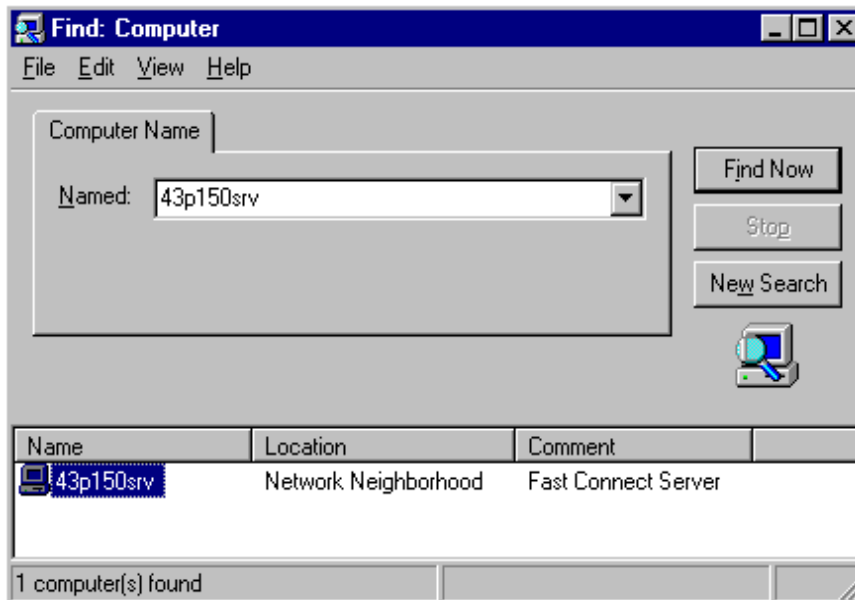 Find: Computer
File Edit View Help
Computer Name
Named: 43p150srv
Find Now
Stop
New Search
Name Location Comment
43p150srv Network Neighborhood Fast Connect Server
1 computer(s) found